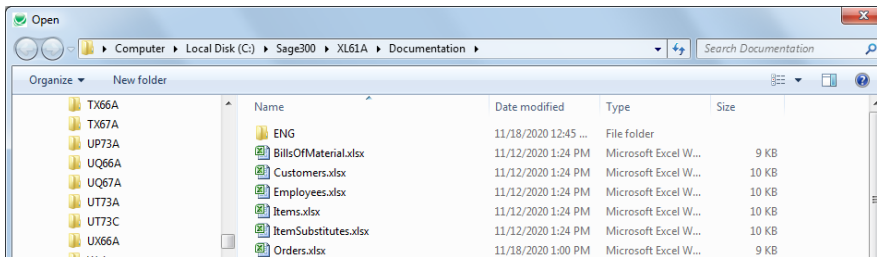 Open
Computer Local Disk (C:) Sage300 XL61A Documentation Search Documentation
Organize New folder
TX66A
TX67A
UP73A
UQ66A
UQ67A
UT73A
UT73C
UX66A
Name Date modified Type Size
ENG 11/18/2020 12:45 ... File folder
BillsOfMaterial.xlsx 11/12/2020 1:24 PM Microsoft Excel W... 9 KB
Customers.xlsx 11/12/2020 1:24 PM Microsoft Excel W... 10 KB
Employees.xlsx 11/12/2020 1:24 PM Microsoft Excel W... 10 KB
Items.xlsx 11/12/2020 1:24 PM Microsoft Excel W... 10 KB
ItemSubstitutes.xlsx 11/12/2020 1:24 PM Microsoft Excel W... 10 KB
Orders.xlsx 11/18/2020 1:00 PM Microsoft Excel W... 9 KB